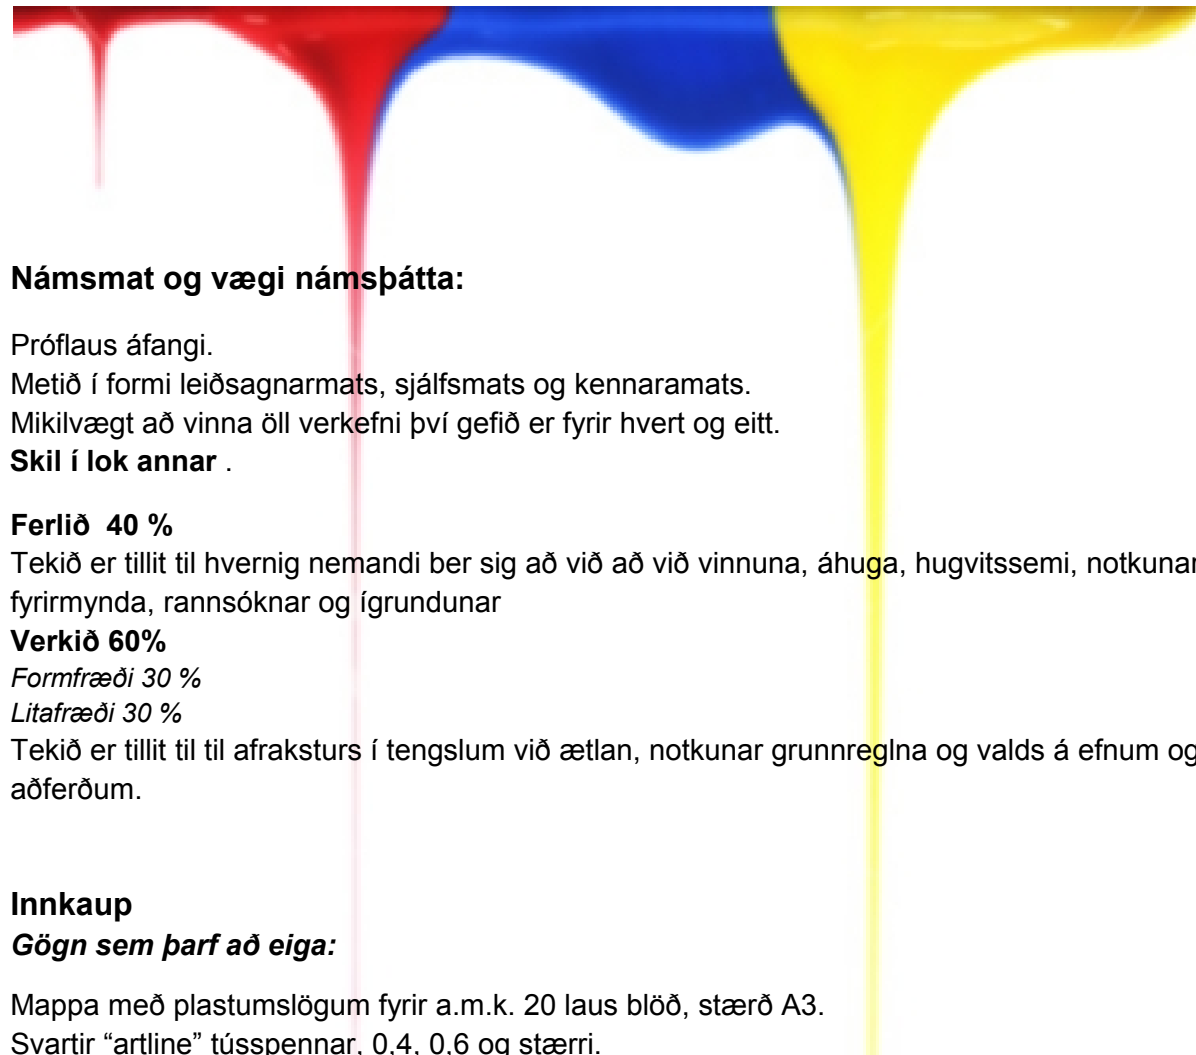 Námsmat og vægi námsþátta:
Próflaus áfangi.
Metið í formi leiðsagnarmats, sjálfsmats og kennaramats.
Mikilvægt að vinna öll verkefni því gefið er fyrir hvert og eitt.
Skil í lok annar .
Ferlið  40 %
Tekið er tillit til hvernig nemandi ber sig að við að við vinnuna, áhuga, hugvitssemi, notkunar
fyrirmynda, rannsóknar og ígrundunar
Verkið 60%
Formfræði 30 %
Litafræði 30 %
Tekið er tillit til til afraksturs í tengslum við ætlan, notkunar grunnreglna og valds á efnum og
aðferðum.
Innkaup
Gögn sem þarf að eiga:
Mappa með plastumslögum fyrir a.m.k. 20 laus blöð, stærð A3.
Svartir “artline” tússpennar, 0,4, 0,6 og stærri.